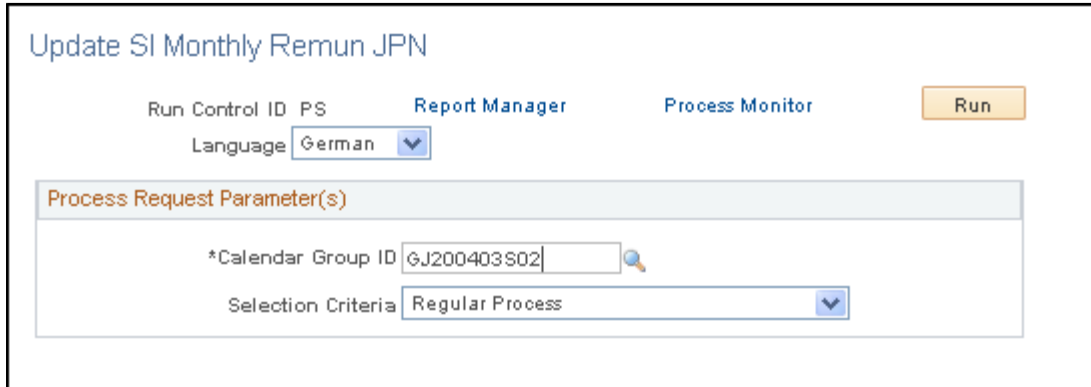 Update SI Monthly Remun JPN
Run Control ID PS Report Manager Process Monitor Run
Language German
Process Request Parameter(s)
*Calendar Group ID GJ200403S02
Selection Criteria Regular Process